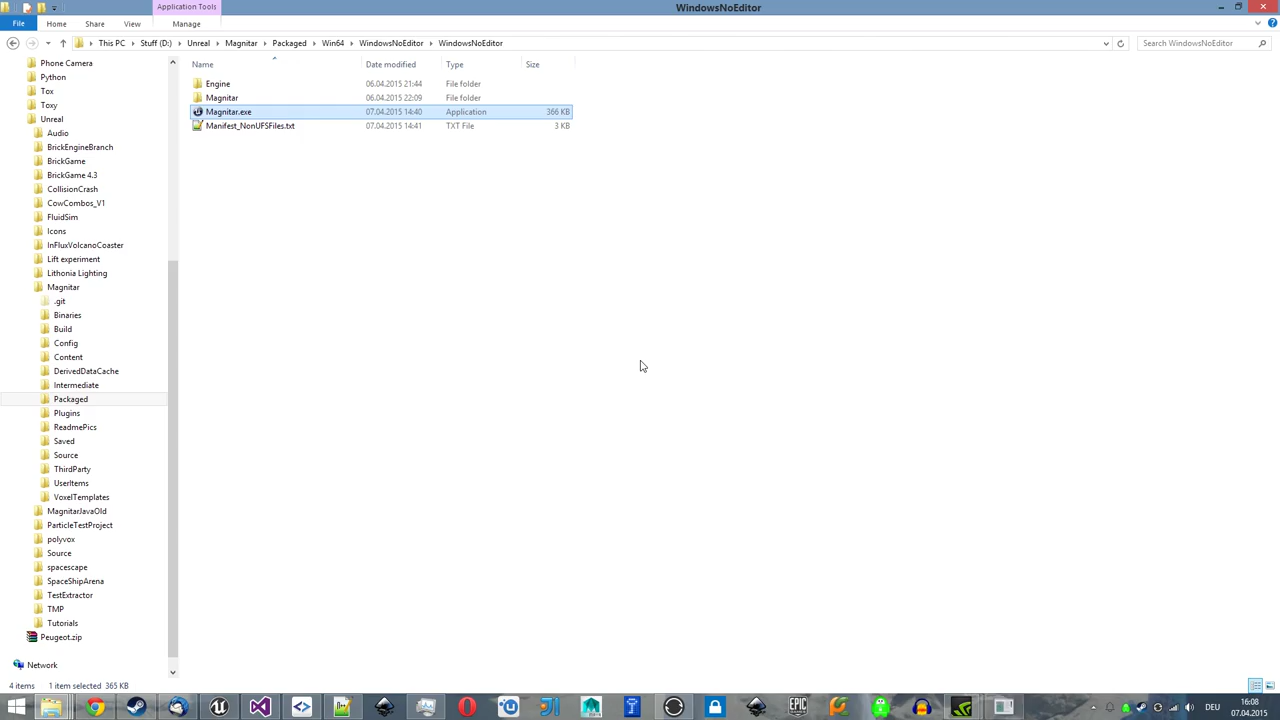 Application Tools
WindowsNoEditor
File Home Share View Manage
This PC Stuff (D:) Unreal Magnitar Packaged Win64 WindowsNoEditor WindowsNoEditor
Search WindowsNoEditor
Name Date modified Type Size
Engine 06.04.2015 21:44 File folder
Magnitar 06.04.2015 22:09 File folder
Magnitar.exe 07.04.2015 14:40 Application 366 KB
Manifest_NonUFSFiles.txt 07.04.2015 14:41 TXT File 3 KB
Phone Camera
Python
Tox
Toxy
Unreal
Audio
BrickEngineBranch
BrickGame
BrickGame 4.3
CollisionCrash
CowCombos_V1
FluidSim
Icons
InFluxVolcanoCoaster
Lift experiment
Lithonia Lighting
Magnitar
.git
Binaries
Build
Config
Content
DerivedDataCache
Intermediate
Packaged
Plugins
ReadmePics
Saved
Source
ThirdParty
UserItems
VoxelTemplates
MagnitarJavaOld
ParticleTestProject
polyvox
Source
spacescape
SpaceShipArena
TestExtractor
TMP
Tutorials
Peugeot.zip
Network
4 items 1 item selected 365 KB
EPIC
DEU
16:08
07.04.2015